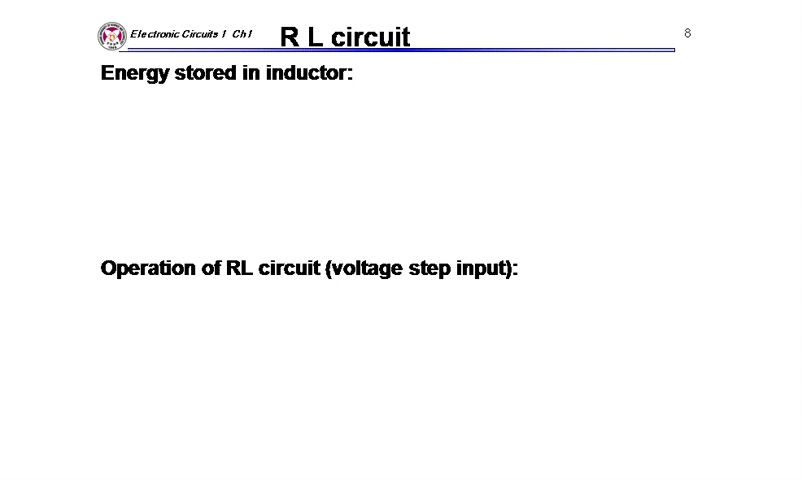 Electronic Circuits 1 Ch1
R L circuit
8
Energy stored in inductor:
Operation of RL circuit (voltage step input):